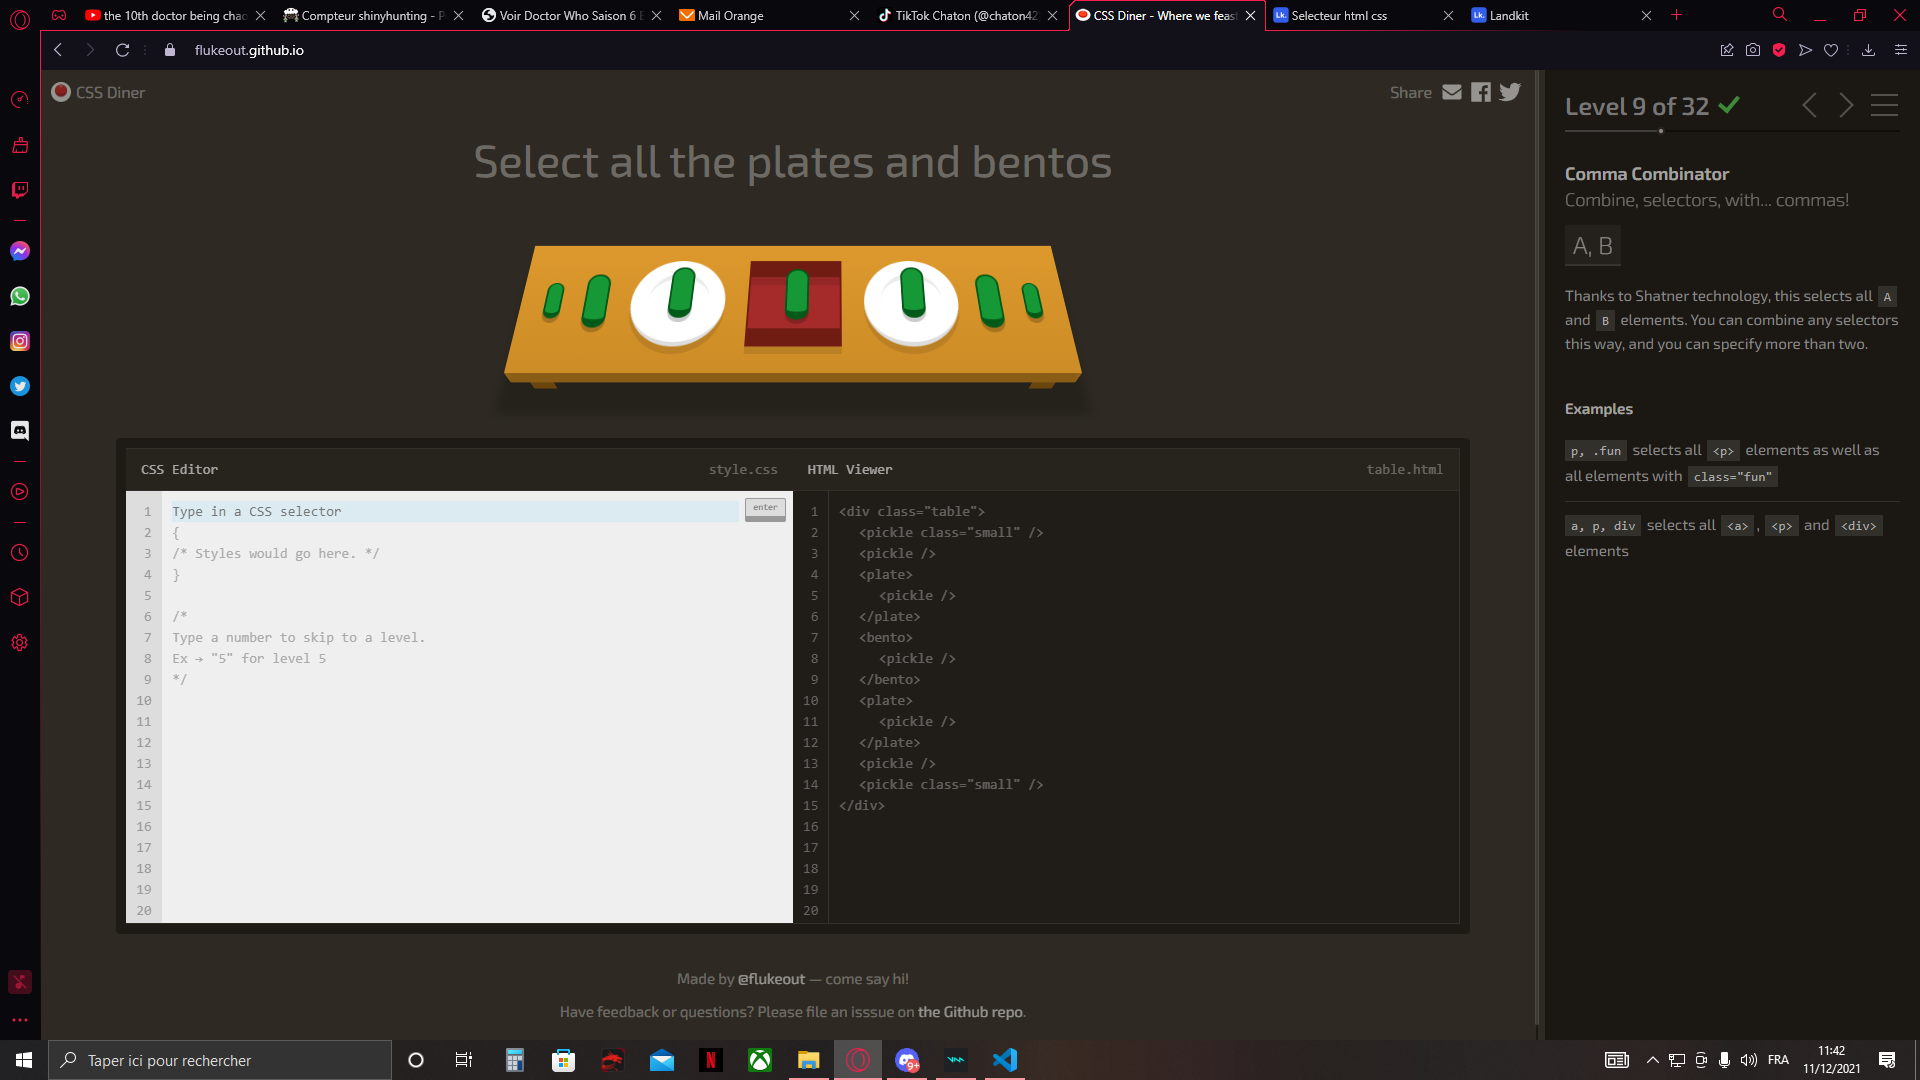 the 10th doctor being chao
Compteur shinyhunting - P
Voir Doctor Who Saison 6 E
Mail Orange
TikTok Chaton (@chaton42
CSS Diner - Where we feast
Lk.
Selecteur html css
Lk.
Landkit
flukeout.github.io
CSS Diner
Share
Level 9 of 32
Select all the plates and bentos
Comma Combinator
Combine, selectors, with... commas!
A, B
Thanks to Shatner technology, this selects all A
and B elements. You can combine any selectors
this way, and you can specify more than two.
Examples
p, .fun selects all <p> elements as well as
all elements with class="fun"
a, p, div selects all <a> , <p> and <div>
elements
CSS Editor
style.css
1 Type in a CSS selector
enter
2 {
3 /* Styles would go here. */
4 }
5
6 /*
7 Type a number to skip to a level.
8 Ex → "5" for level 5
9 */
10
11
12
13
14
15
16
17
18
19
20
HTML Viewer
table.html
1 <div class="table">
2 <pickle class="small" />
3 <pickle />
4 <plate>
5 <pickle />
6 </plate>
7 <bento>
8 <pickle />
9 </bento>
10 <plate>
11 <pickle />
12 </plate>
13 <pickle />
14 <pickle class="small" />
15 </div>
16
17
18
19
20
Made by @flukeout — come say hi!
Have feedback or questions? Please file an isssue on the Github repo.
Taper ici pour rechercher
N
9+
FRA
11:42
11/12/2021